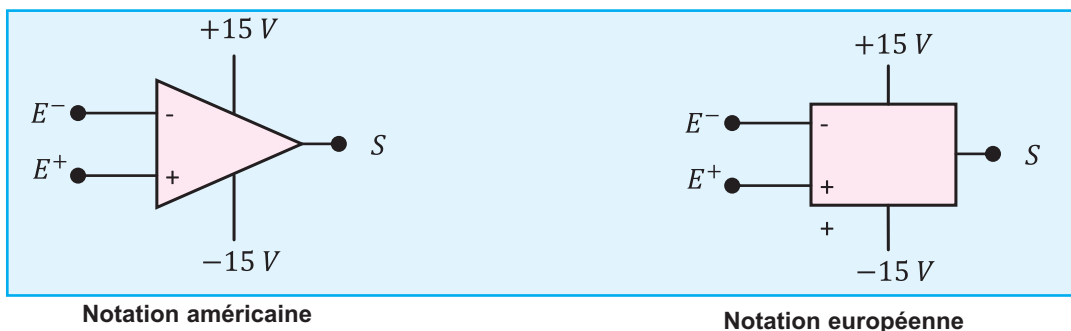 +15 V
E⁻
-
E⁺
+
S
−15 V
+15 V
E⁻
-
E⁺
+
S
+
−15 V
Notation américaine
Notation européenne